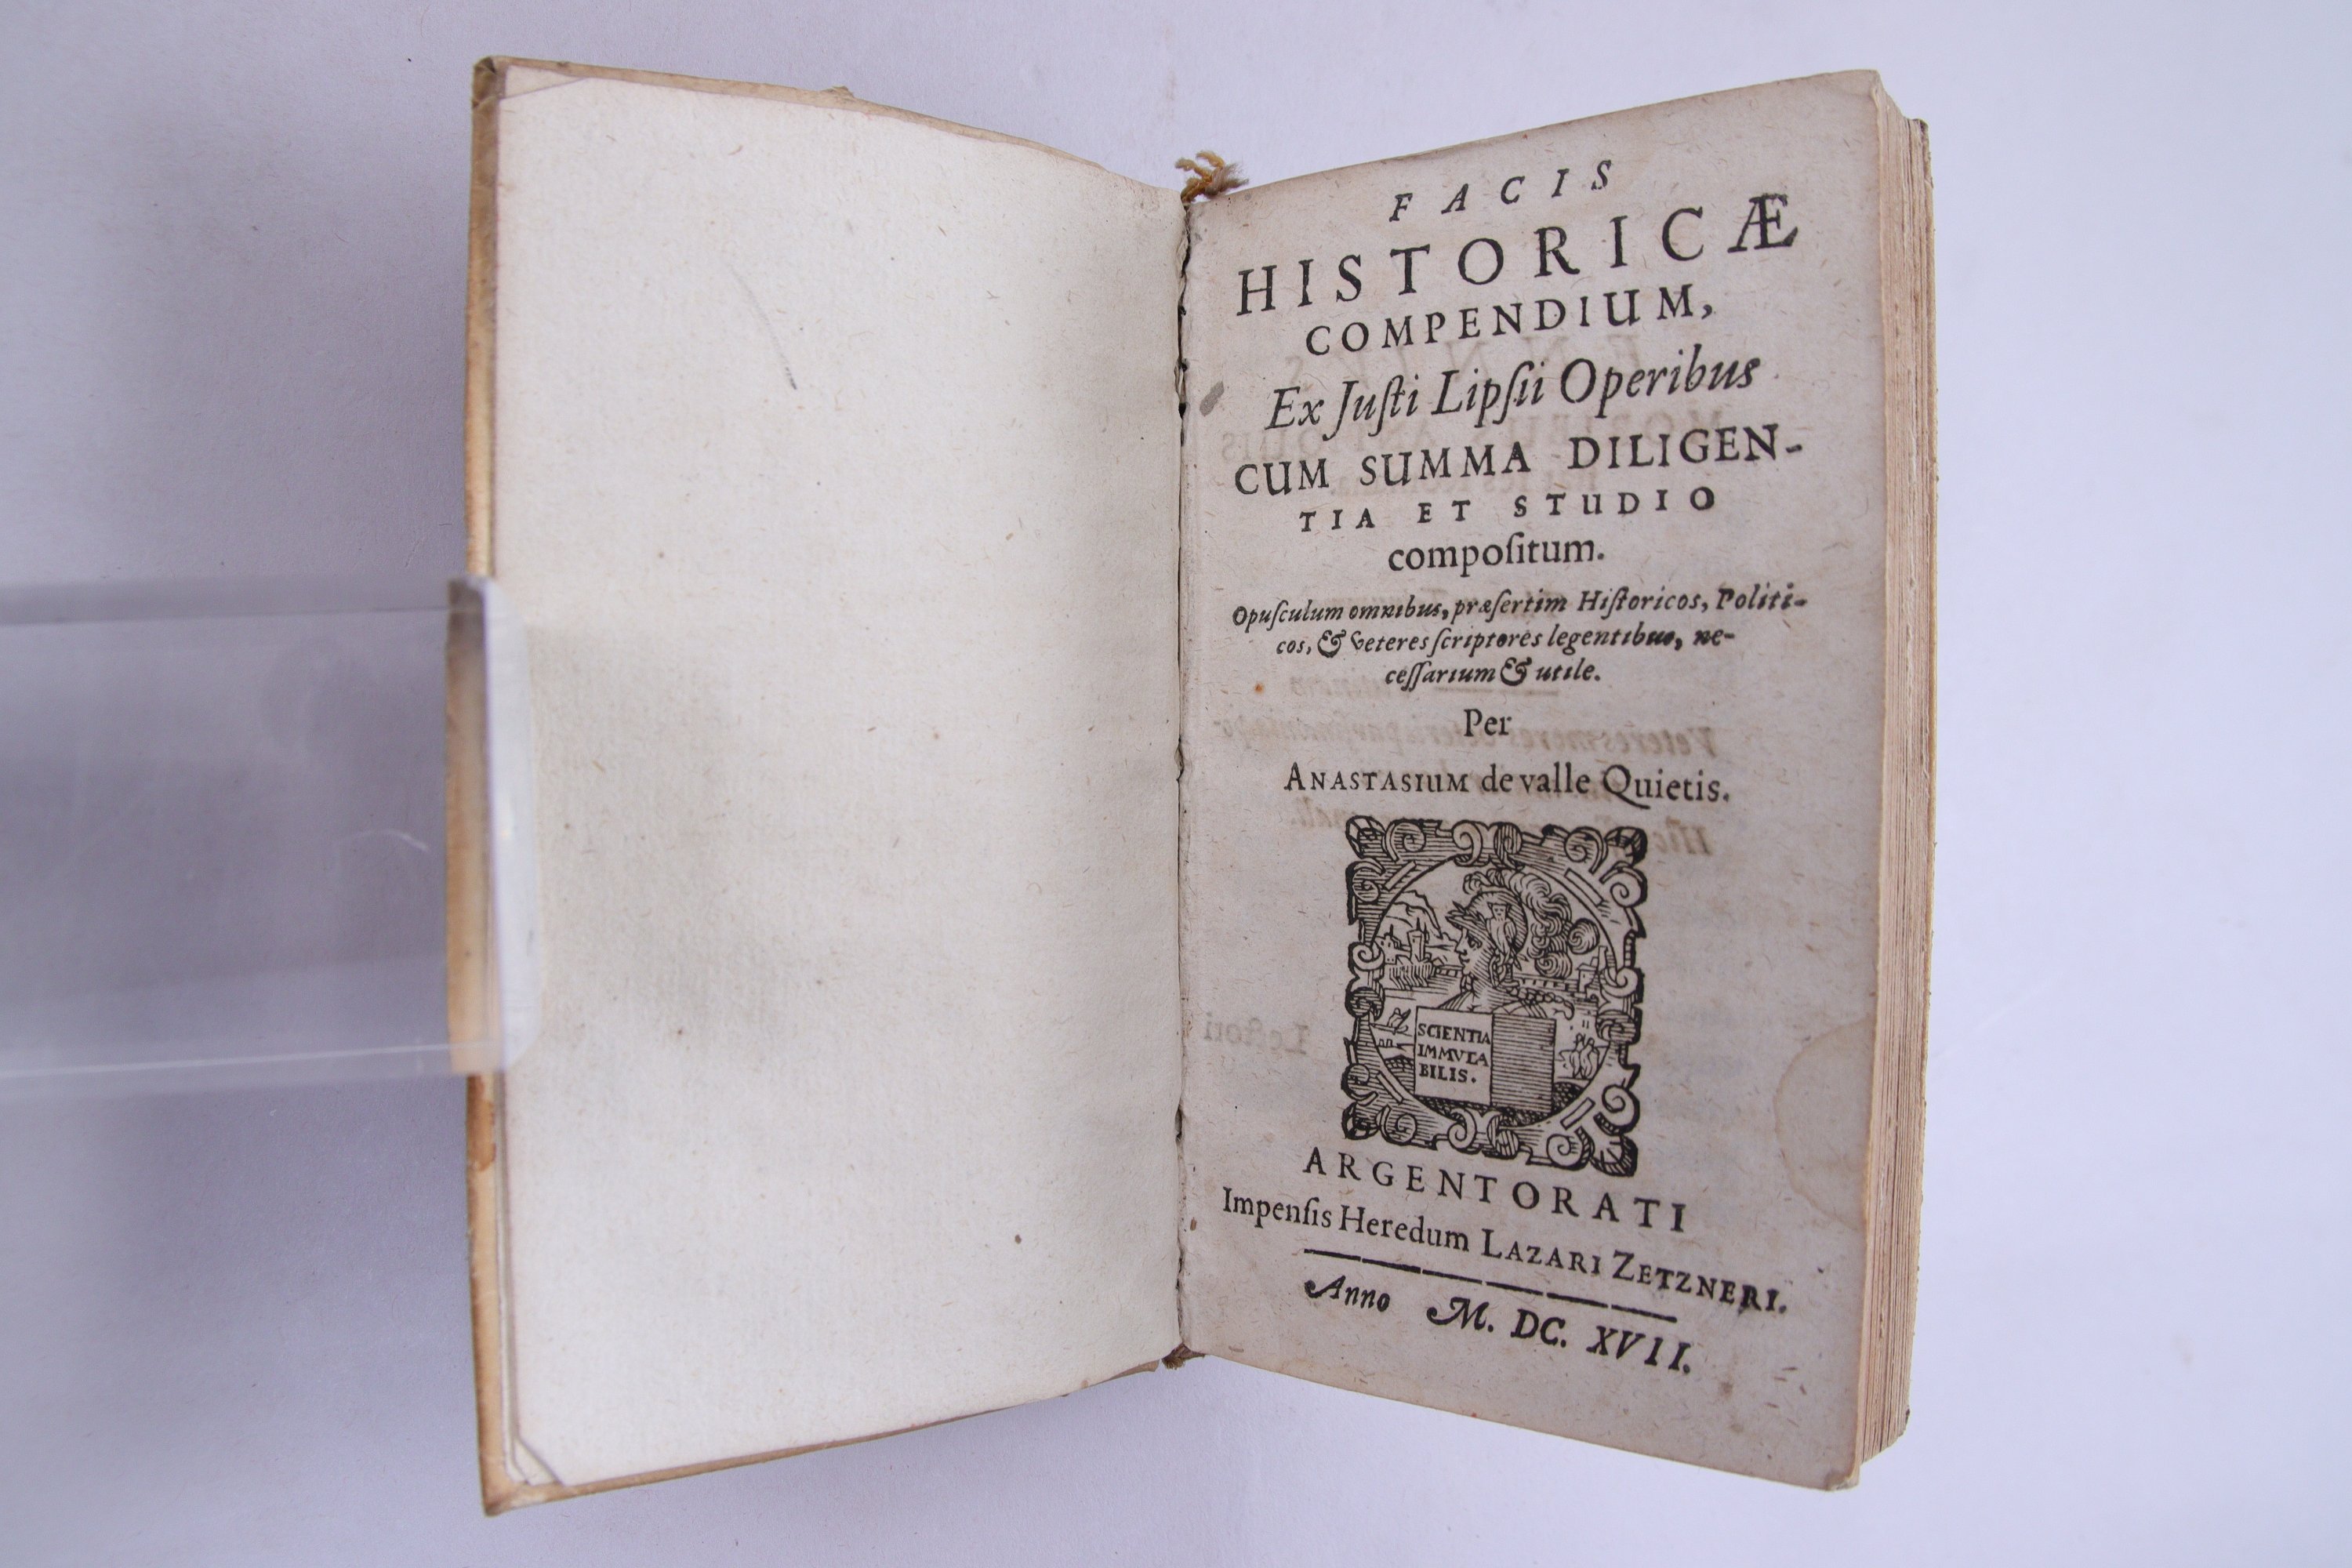 FACIS
HISTORICÆ
COMPENDIUM,
Ex Juſti Lipſii Operibus
CUM SUMMA DILIGEN-
TIA ET STUDIO
compoſitum.
Opuſculum omnibus, præſertim Hiſtoricos, Politi-
cos, & veteres ſcriptores legentibus, ne-
ceſſarium & utile.
Per
ANASTASIUM de valle Quietis.
SCIENTIA
IMMVTA
BILIS.
ARGENTORATI
Impenſis Heredum LAZARI ZETZNERI.
Anno M. DC. XVII.